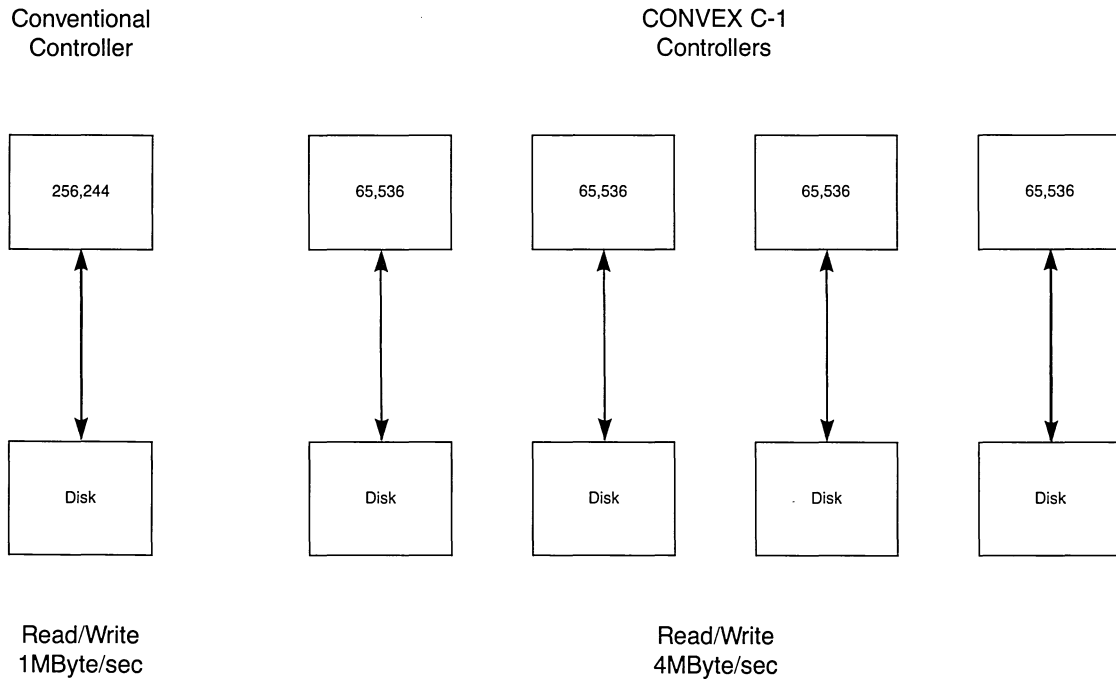 Conventional
Controller
CONVEX C-1
Controllers
256,244
65,536
65,536
65,536
65,536
Disk
Disk
Disk
Disk
Disk
Read/Write
1MByte/sec
Read/Write
4MByte/sec